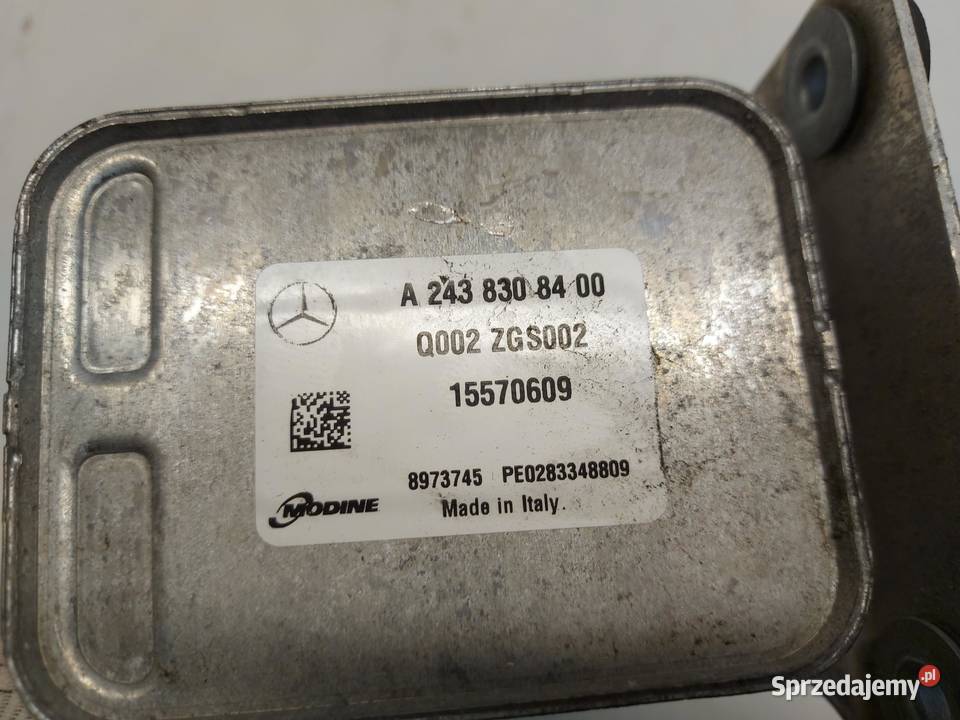 A 243 830 84 00
Q002 ZGS002
15570609
8973745 PE0283348809
MODINE
Made in Italy.
Sprzedajemy.pl